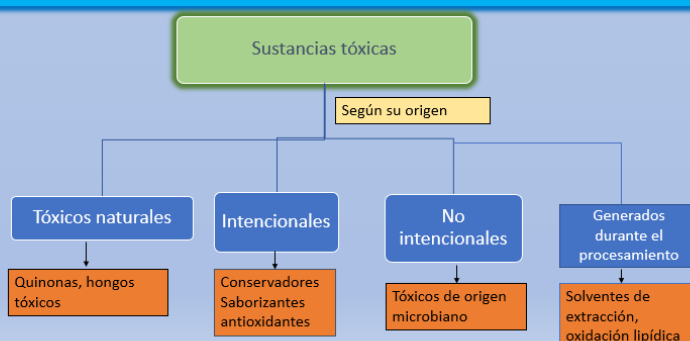 Sustancias tóxicas
Según su origen
Tóxicos naturales
Intencionales
No
intencionales
Generados
durante el
procesamiento
Quinonas, hongos
tóxicos
Conservadores
Saborizantes
antioxidantes
Tóxicos de origen
microbiano
Solventes de
extracción,
oxidación lipídica